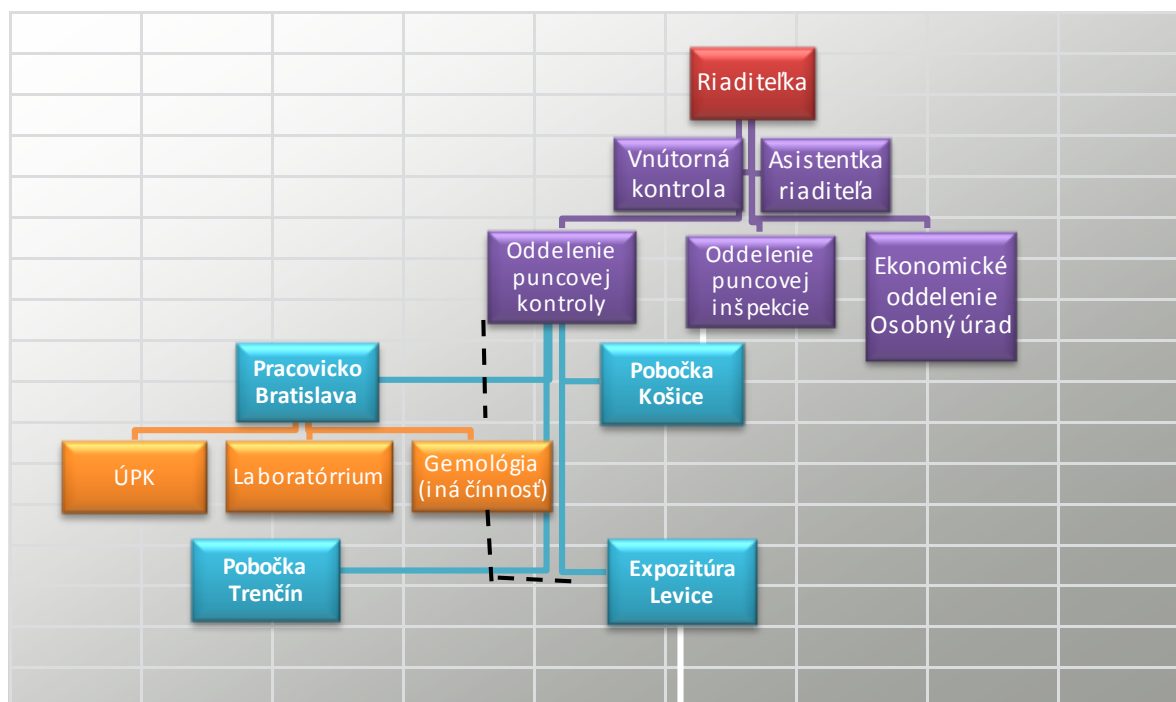 Riaditeľka
Vnútorná
kontrola
Asistentka
riaditeľa
Oddelenie
puncovej
kontroly
Oddelenie
puncovej
inšpekcie
Ekonomické
oddelenie
Osobný úrad
Pracovicko
Bratislava
Pobočka
Košice
ÚPK
Laboratórrium
Gemológia
(iná čínnosť)
Pobočka
Trenčín
Expozitúra
Levice